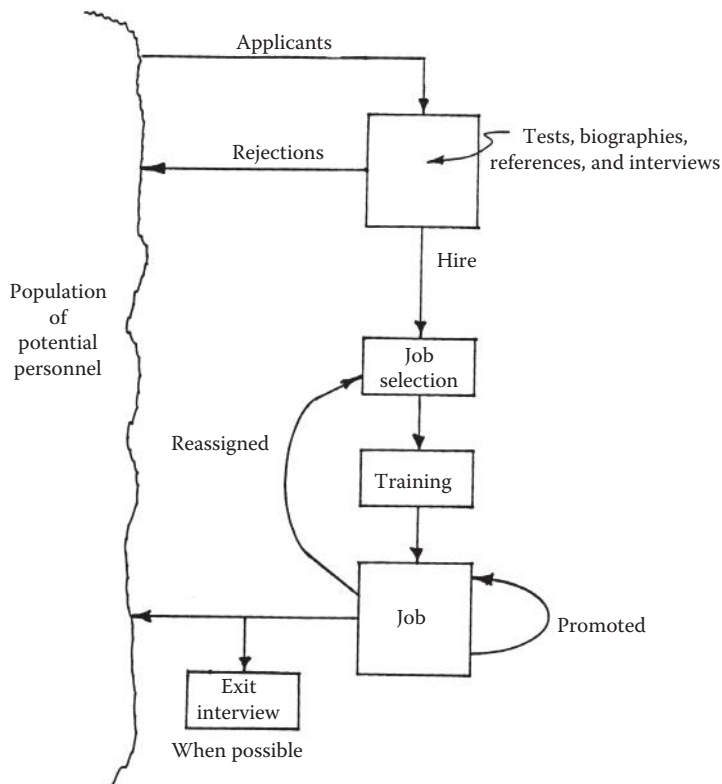 Applicants
Tests, biographies,
references, and interviews
Rejections
Hire
Population
of
potential
personnel
Job
selection
Reassigned
Training
Job
Promoted
Exit
interview
When possible